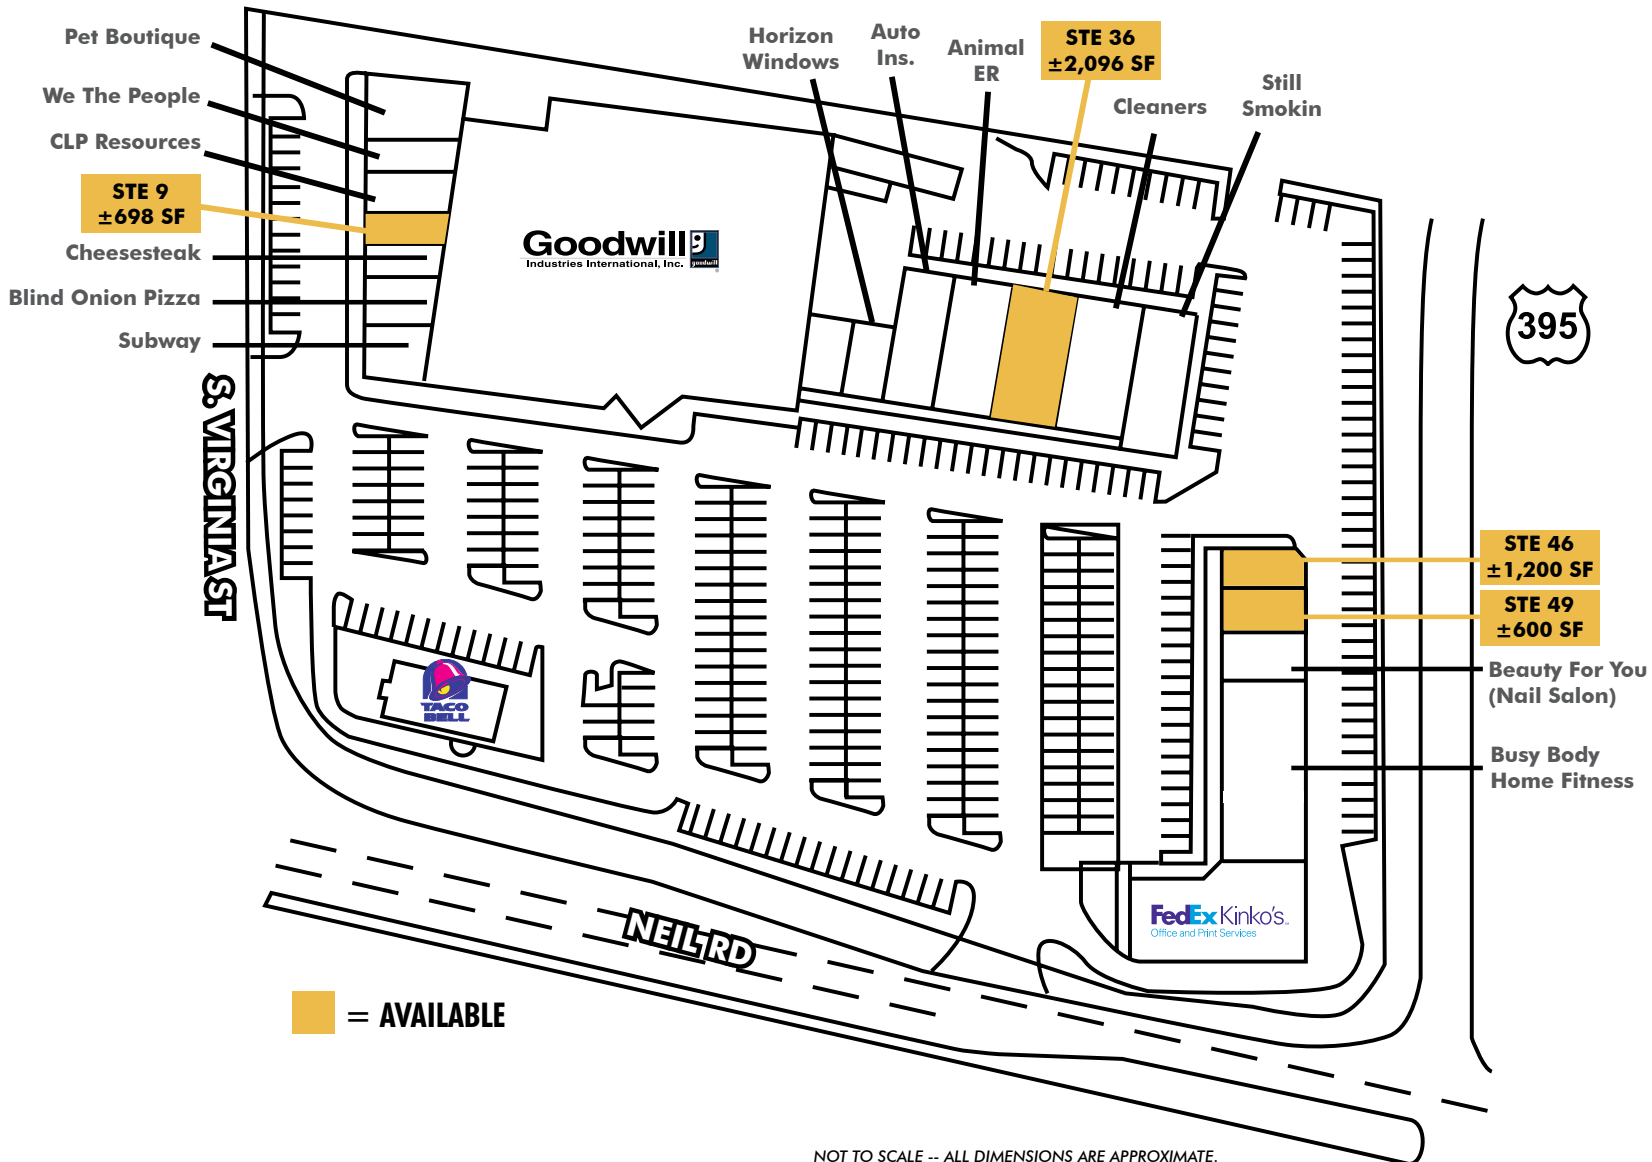 Pet Boutique
We The People
CLP Resources
STE 9
±698 SF
Cheesesteak
Blind Onion Pizza
Subway
Horizon
Windows
Auto
Ins.
Animal
ER
STE 36
±2,096 SF
Cleaners
Still
Smokin
Goodwill
Industries International, Inc.
goodwill
395
S. VIRGINIA ST
STE 46
±1,200 SF
STE 49
±600 SF
Beauty For You
(Nail Salon)
Busy Body
Home Fitness
TACO
BELL
FedEx Kinko's
Office and Print Services
NEIL RD
= AVAILABLE
NOT TO SCALE -- ALL DIMENSIONS ARE APPROXIMATE.